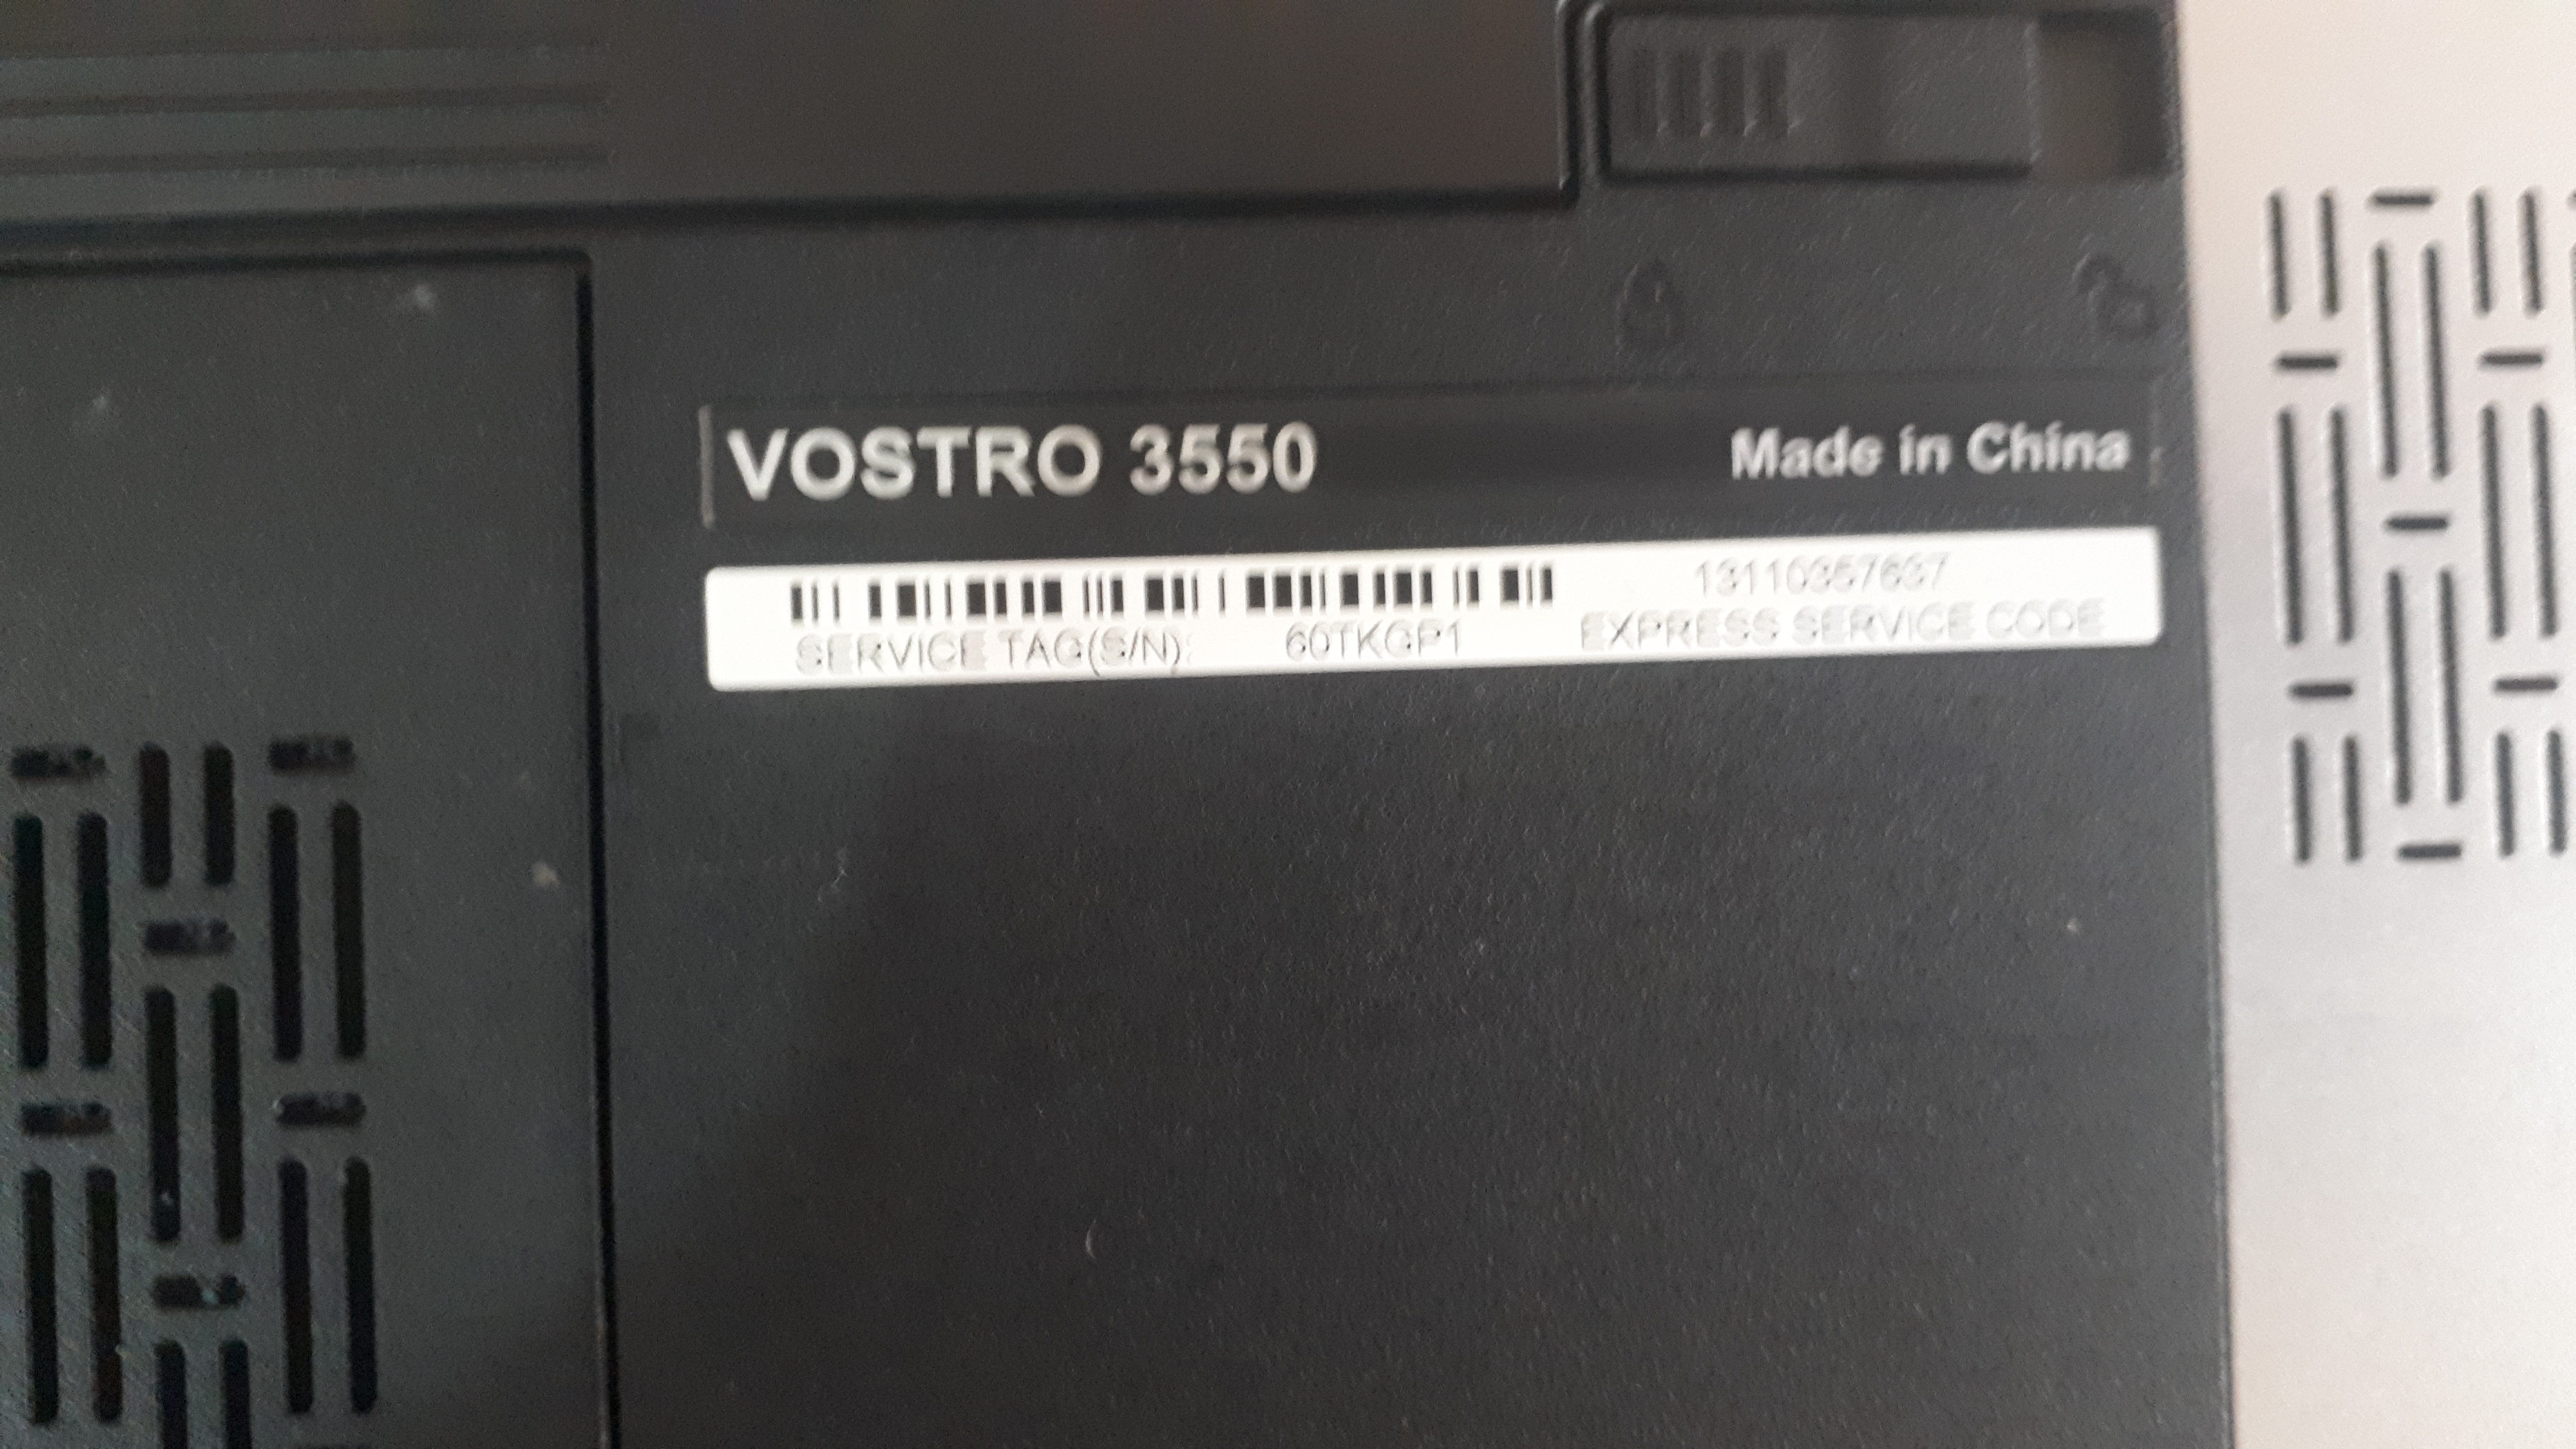 VOSTRO 3550
Made in China
13110357637
SERVICE TAG(S/N): 60TKGP1 EXPRESS SERVICE CODE